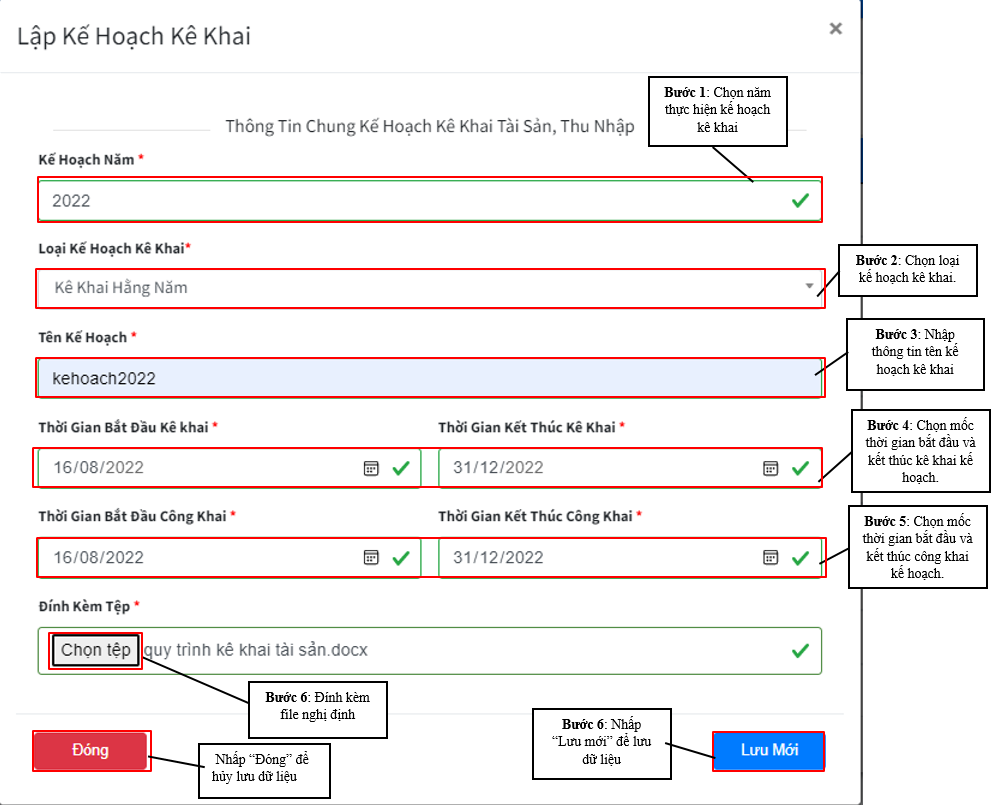 Lập Kế Hoạch Kê Khai
×
Bước 1: Chọn năm
thực hiện kế hoạch
kê khai
Thông Tin Chung Kế Hoạch Kê Khai Tài Sản, Thu Nhập
Kế Hoạch Năm *
2022
Loại Kế Hoạch Kê Khai*
Kê Khai Hằng Năm
Bước 2: Chọn loại
kế hoạch kê khai.
Tên Kế Hoạch *
kehoach2022
Bước 3: Nhập
thông tin tên kế
hoạch kê khai
Thời Gian Bắt Đầu Kê khai *
Thời Gian Kết Thúc Kê Khai *
16/08/2022
31/12/2022
Bước 4: Chọn mốc
thời gian bắt đầu và
kết thúc kê khai kế
hoạch.
Thời Gian Bắt Đầu Công Khai *
Thời Gian Kết Thúc Công Khai *
16/08/2022
31/12/2022
Bước 5: Chọn mốc
thời gian bắt đầu và
kết thúc công khai
kế hoạch.
Đính Kèm Tệp *
Chọn tệp quy trình kê khai tài sản.docx
Bước 6: Đính kèm
file nghị định
Bước 6: Nhấp
“Lưu mới” để lưu
dữ liệu
Đóng
Nhấp “Đóng” để
hủy lưu dữ liệu
Lưu Mới